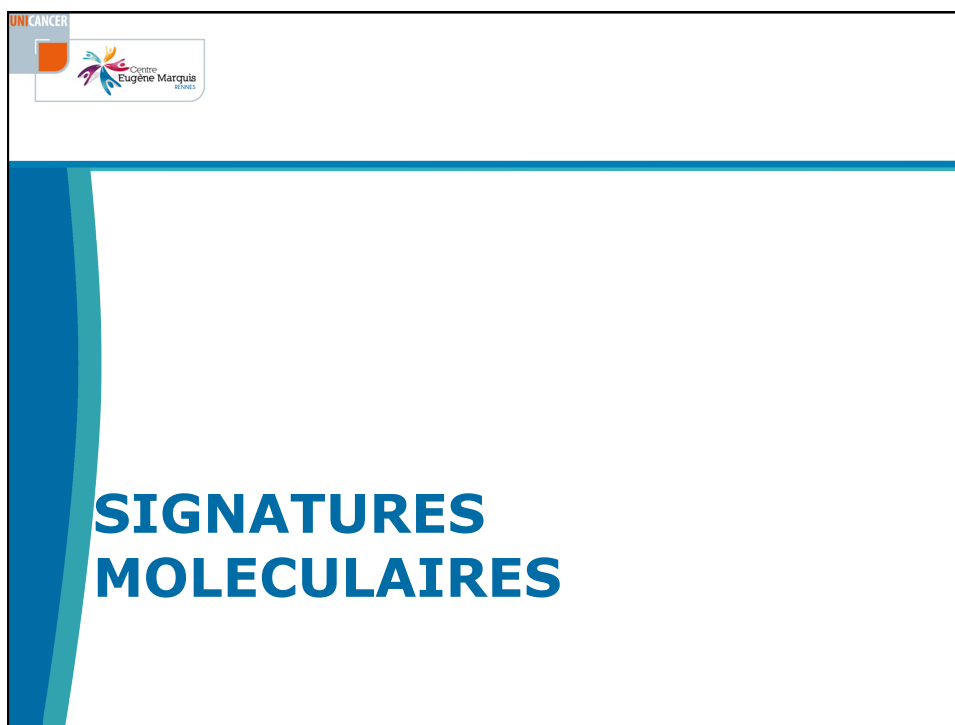 UNICANCER
Centre
Eugène Marquis
RENNES
SIGNATURES
MOLECULAIRES